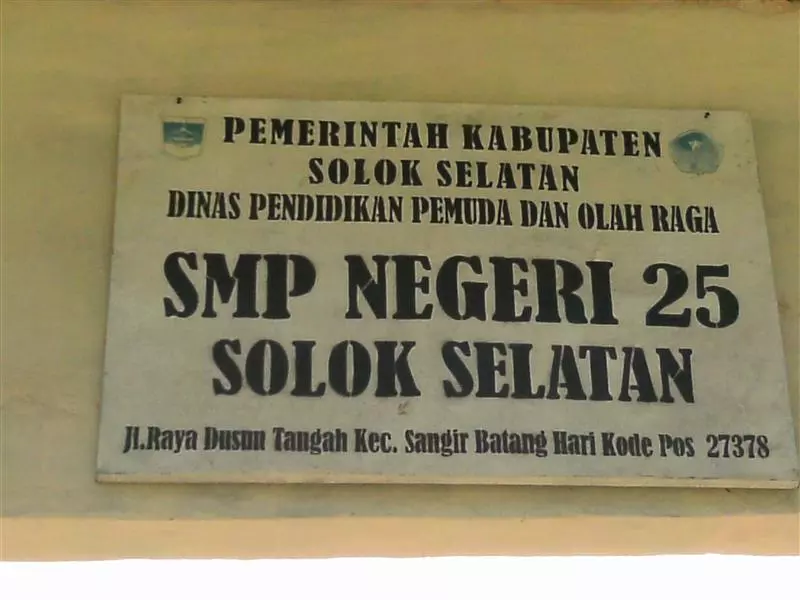 PEMERINTAH KABUPATEN
SOLOK SELATAN
DINAS PENDIDIKAN PEMUDA DAN OLAH RAGA
SMP NEGERI 25
SOLOK SELATAN
Jl.Raya Dusun Tangah Kec. Sangir Batang Hari Kode Pos 27378